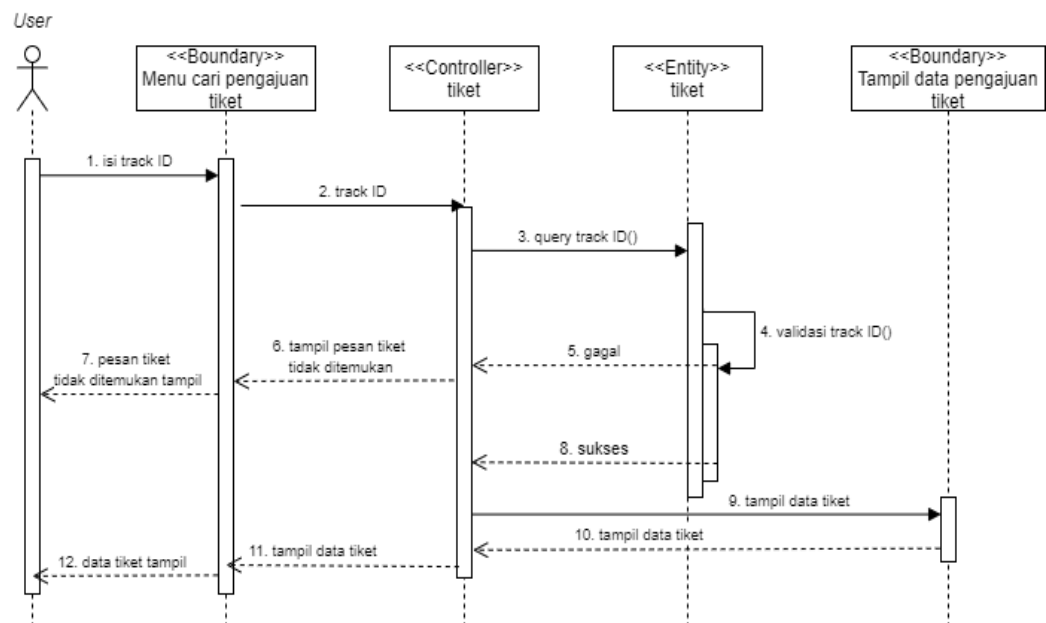 User
<<Boundary>>
Menu cari pengajuan
tiket
<<Controller>>
tiket
<<Entity>>
tiket
<<Boundary>>
Tampil data pengajuan
tiket
1. isi track ID
2. track ID
3. query track ID()
4. validasi track ID()
5. gagal
6. tampil pesan tiket
tidak ditemukan
7. pesan tiket
tidak ditemukan tampil
8. sukses
9. tampil data tiket
10. tampil data tiket
11. tampil data tiket
12. data tiket tampil